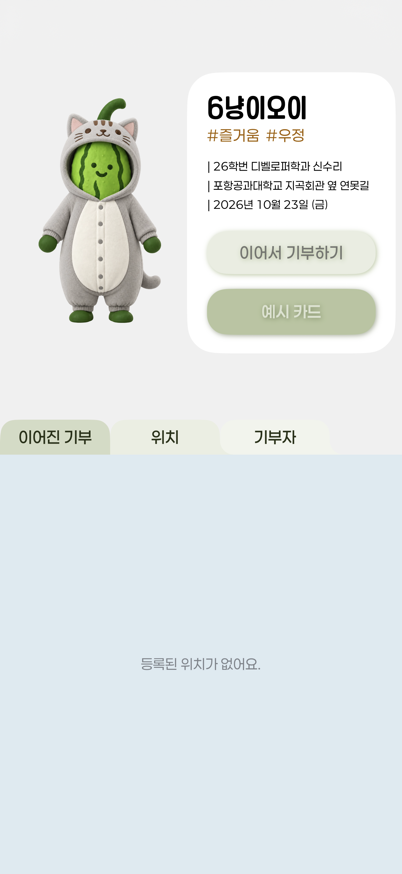 6냥이오이
#즐거움 #우정
| 26학번 디벨로퍼학과 신수리
| 포항공과대학교 지곡회관 옆 연못길
| 2026년 10월 23일 (금)
이어서 기부하기
예시 카드
이어진 기부
위치
기부자
등록된 위치가 없어요.